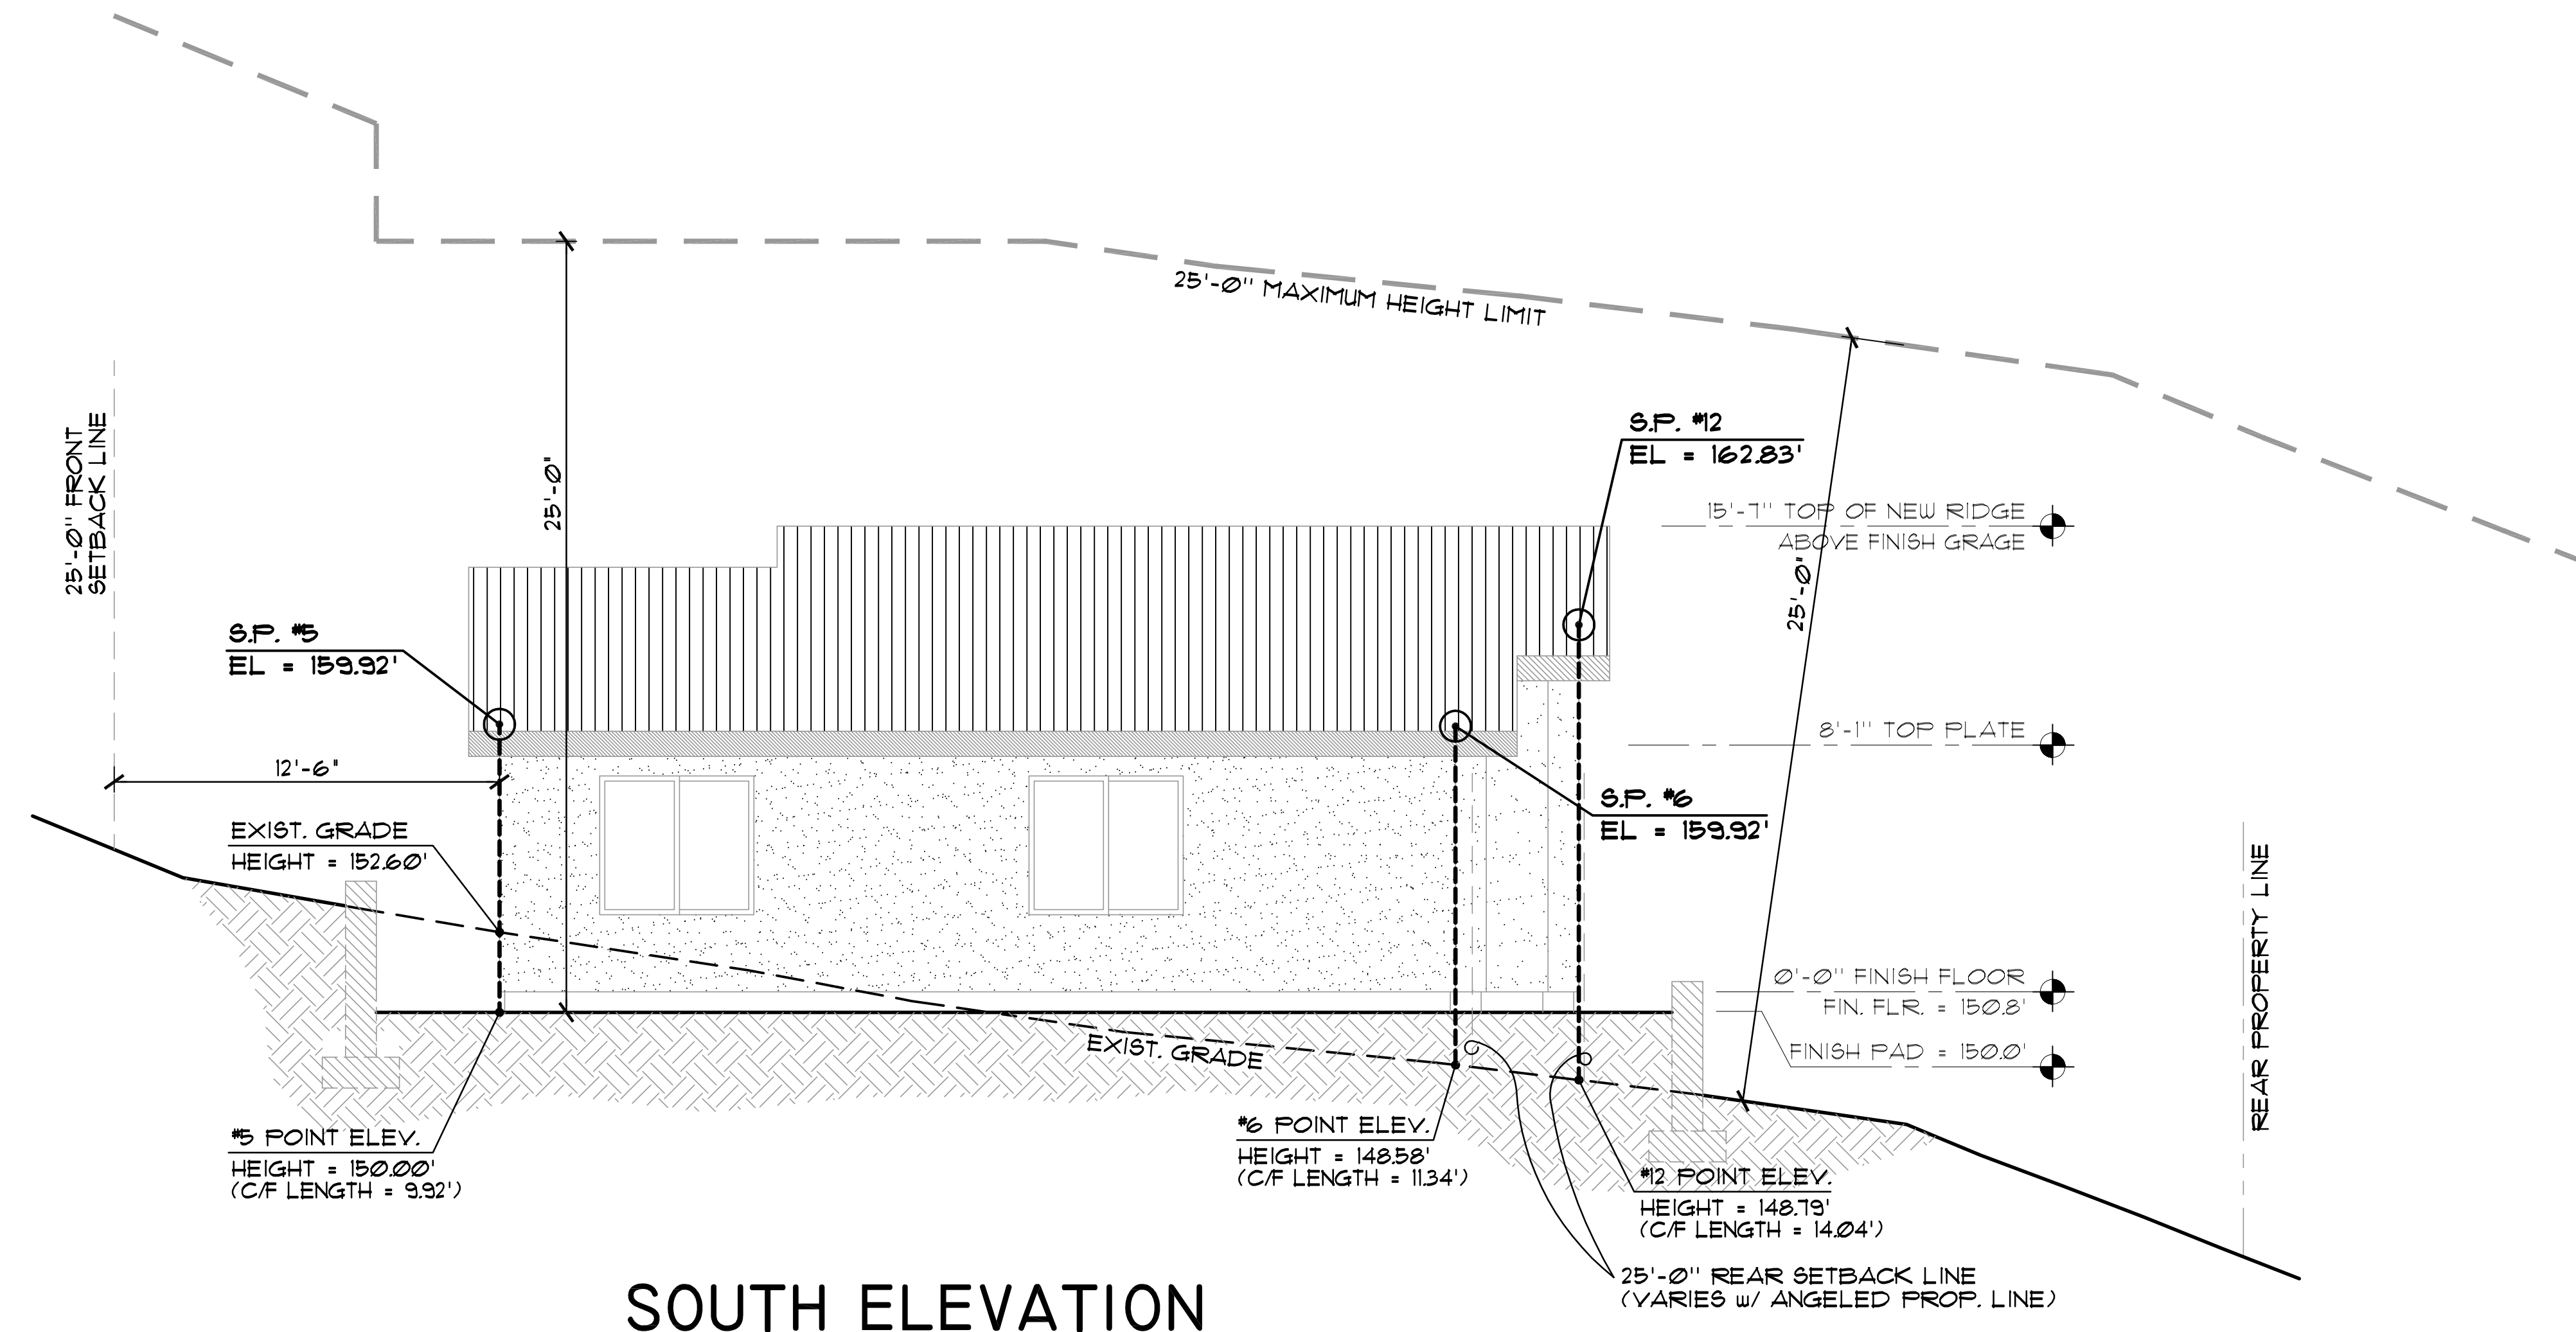 25'-0" MAXIMUM HEIGHT LIMIT
25'-0" FRONT
SETBACK LINE
25'-0"
S.P. #12
EL = 162.83'
15'-7" TOP OF NEW RIDGE
ABOVE FINISH GRAGE
25'-0"
S.P. #5
EL = 159.92'
8'-1" TOP PLATE
12'-6"
S.P. #6
EL = 159.92'
EXIST. GRADE
HEIGHT = 152.60'
REAR PROPERTY LINE
0'-0" FINISH FLOOR
FIN. FLR. = 150.8'
EXIST. GRADE
FINISH PAD = 150.0'
#5 POINT ELEV.
HEIGHT = 150.00'
(C/F LENGTH = 9.92')
#6 POINT ELEV.
HEIGHT = 148.58'
(C/F LENGTH = 11.34')
#12 POINT ELEV.
HEIGHT = 148.79'
(C/F LENGTH = 14.04')
25'-0" REAR SETBACK LINE
(VARIES w/ ANGELED PROP. LINE)
SOUTH ELEVATION